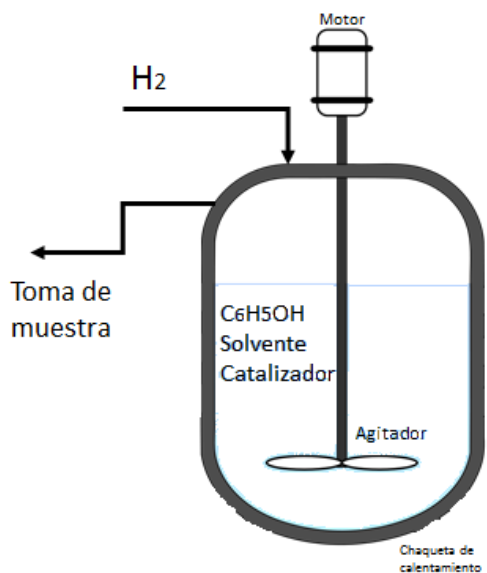 Motor
H2
Toma de
muestra
C6H5OH
Solvente
Catalizador
Agitador
Chaqueta de
calentamiento